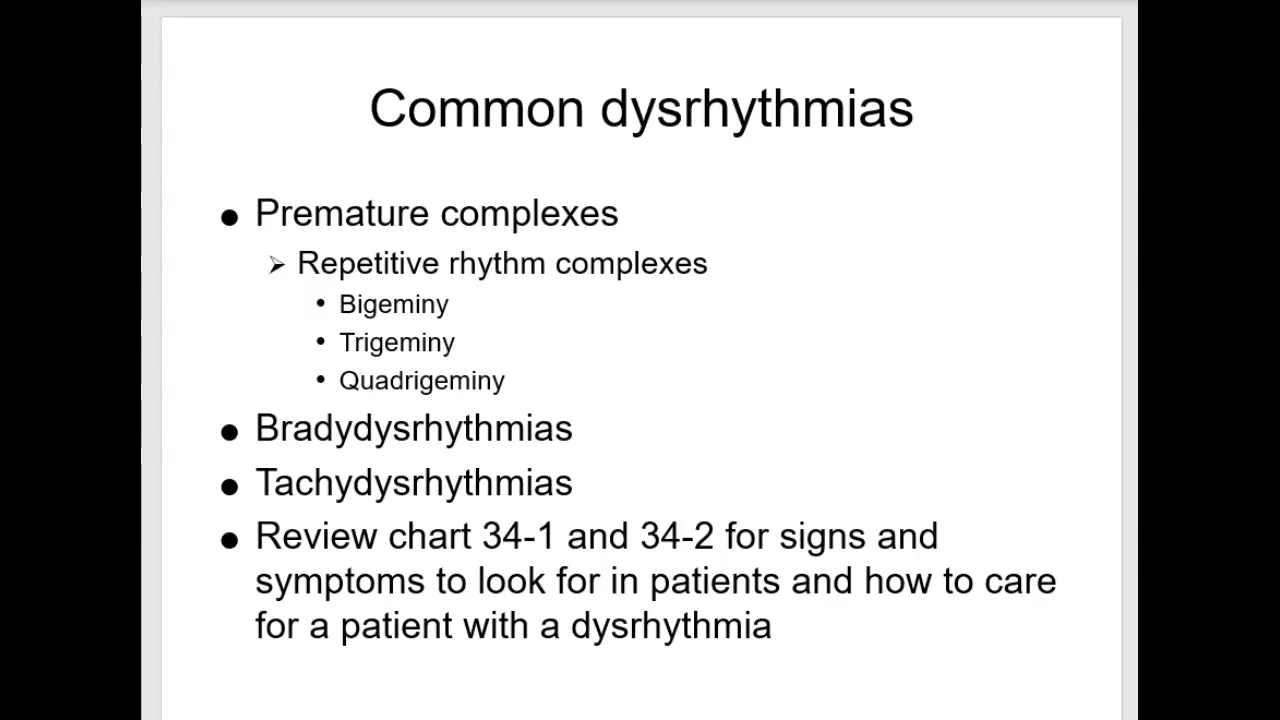 Common dysrhythmias
● Premature complexes
➢ Repetitive rhythm complexes
• Bigeminy
• Trigeminy
• Quadrigeminy
● Bradydysrhythmias
● Tachydysrhythmias
● Review chart 34-1 and 34-2 for signs and
symptoms to look for in patients and how to care
for a patient with a dysrhythmia